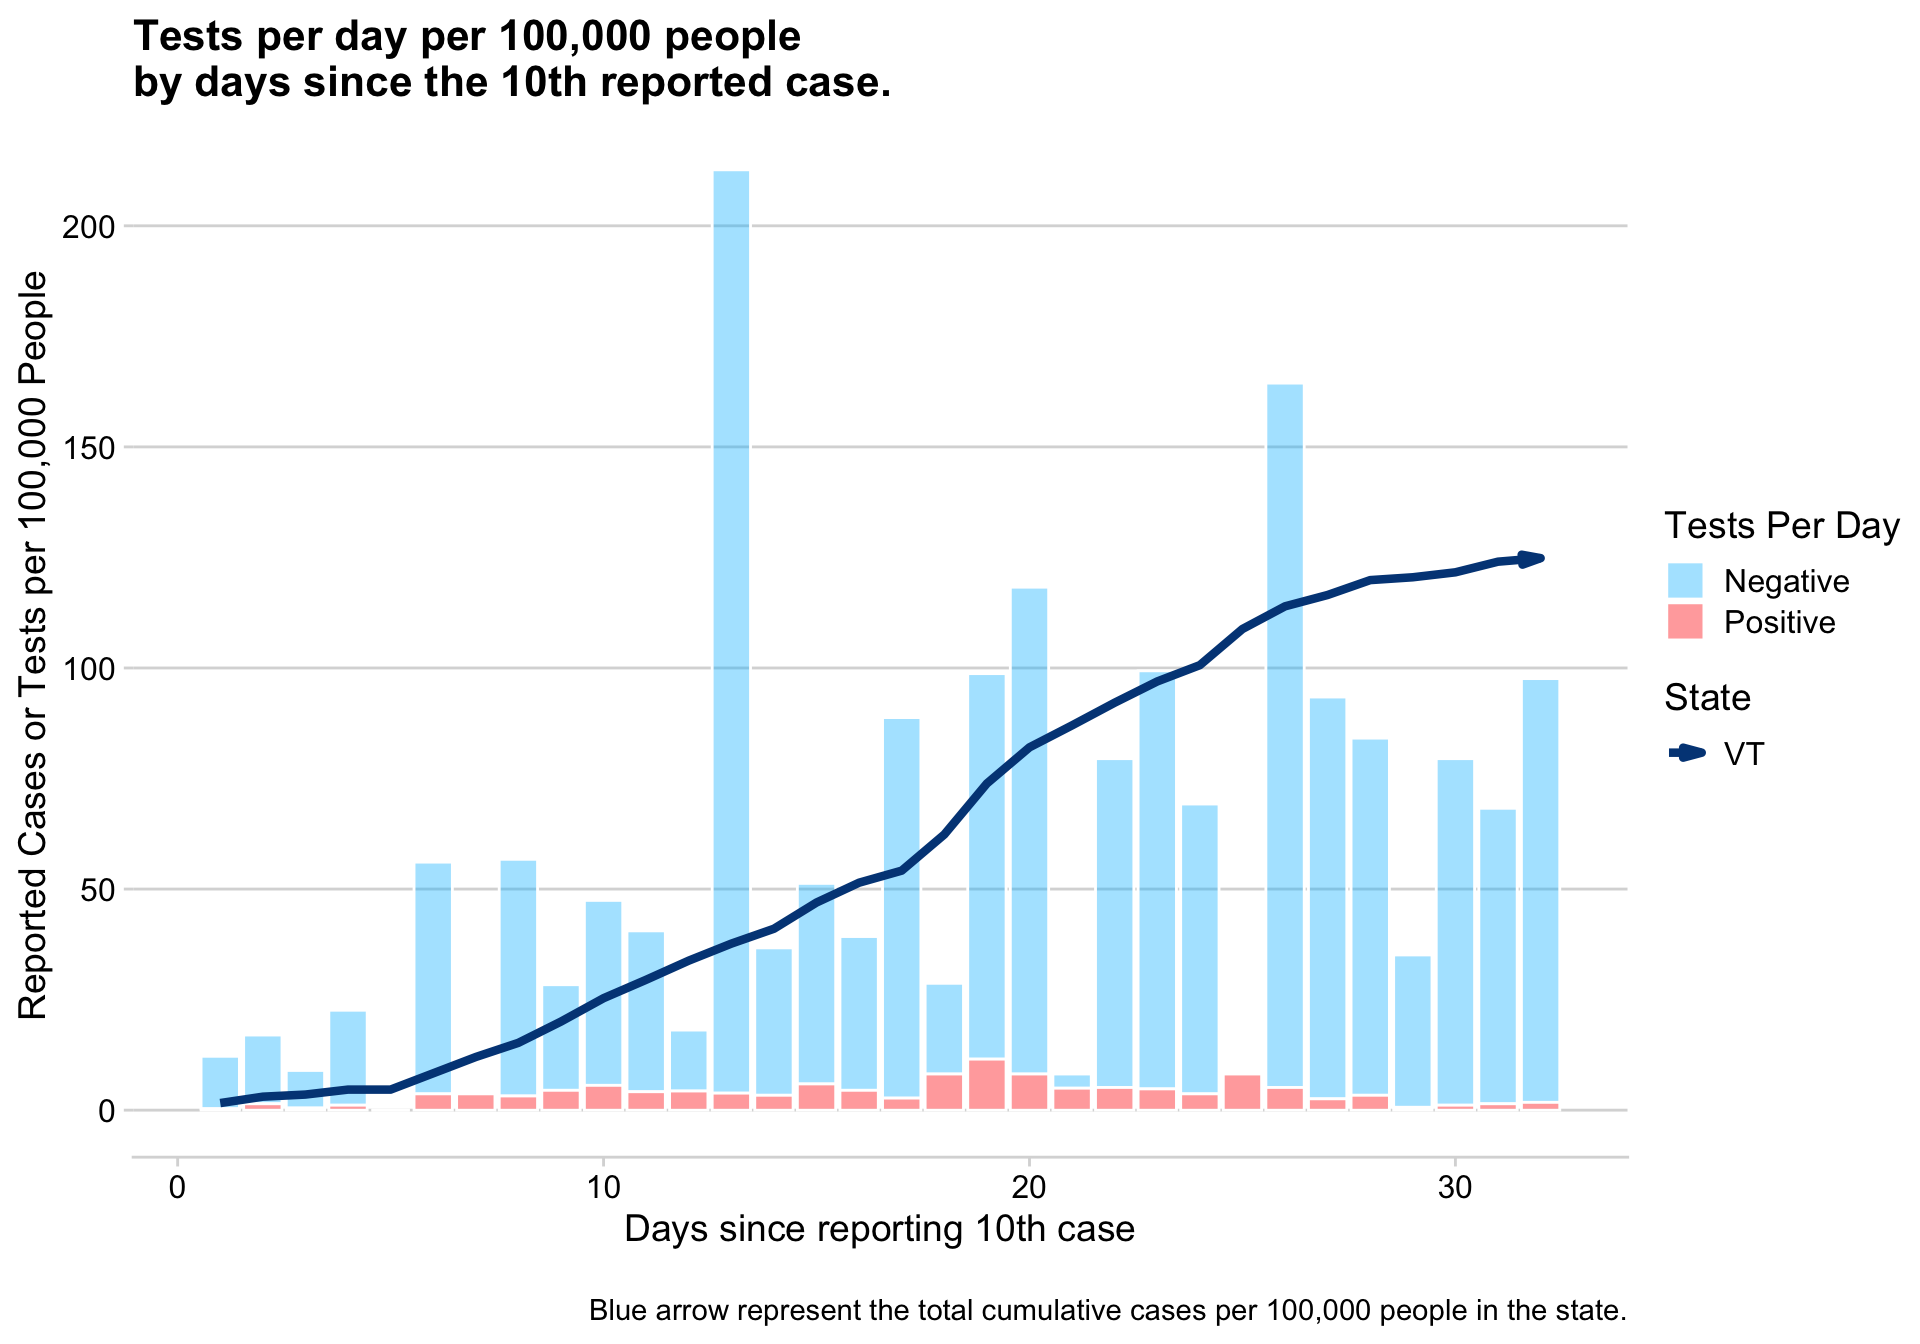 Tests per day per 100,000 people
by days since the 10th reported case.
Reported Cases or Tests per 100,000 People
200
150
100
50
0
0
10
20
30
Days since reporting 10th case
Tests Per Day
Negative
Positive
State
VT
Blue arrow represent the total cumulative cases per 100,000 people in the state.